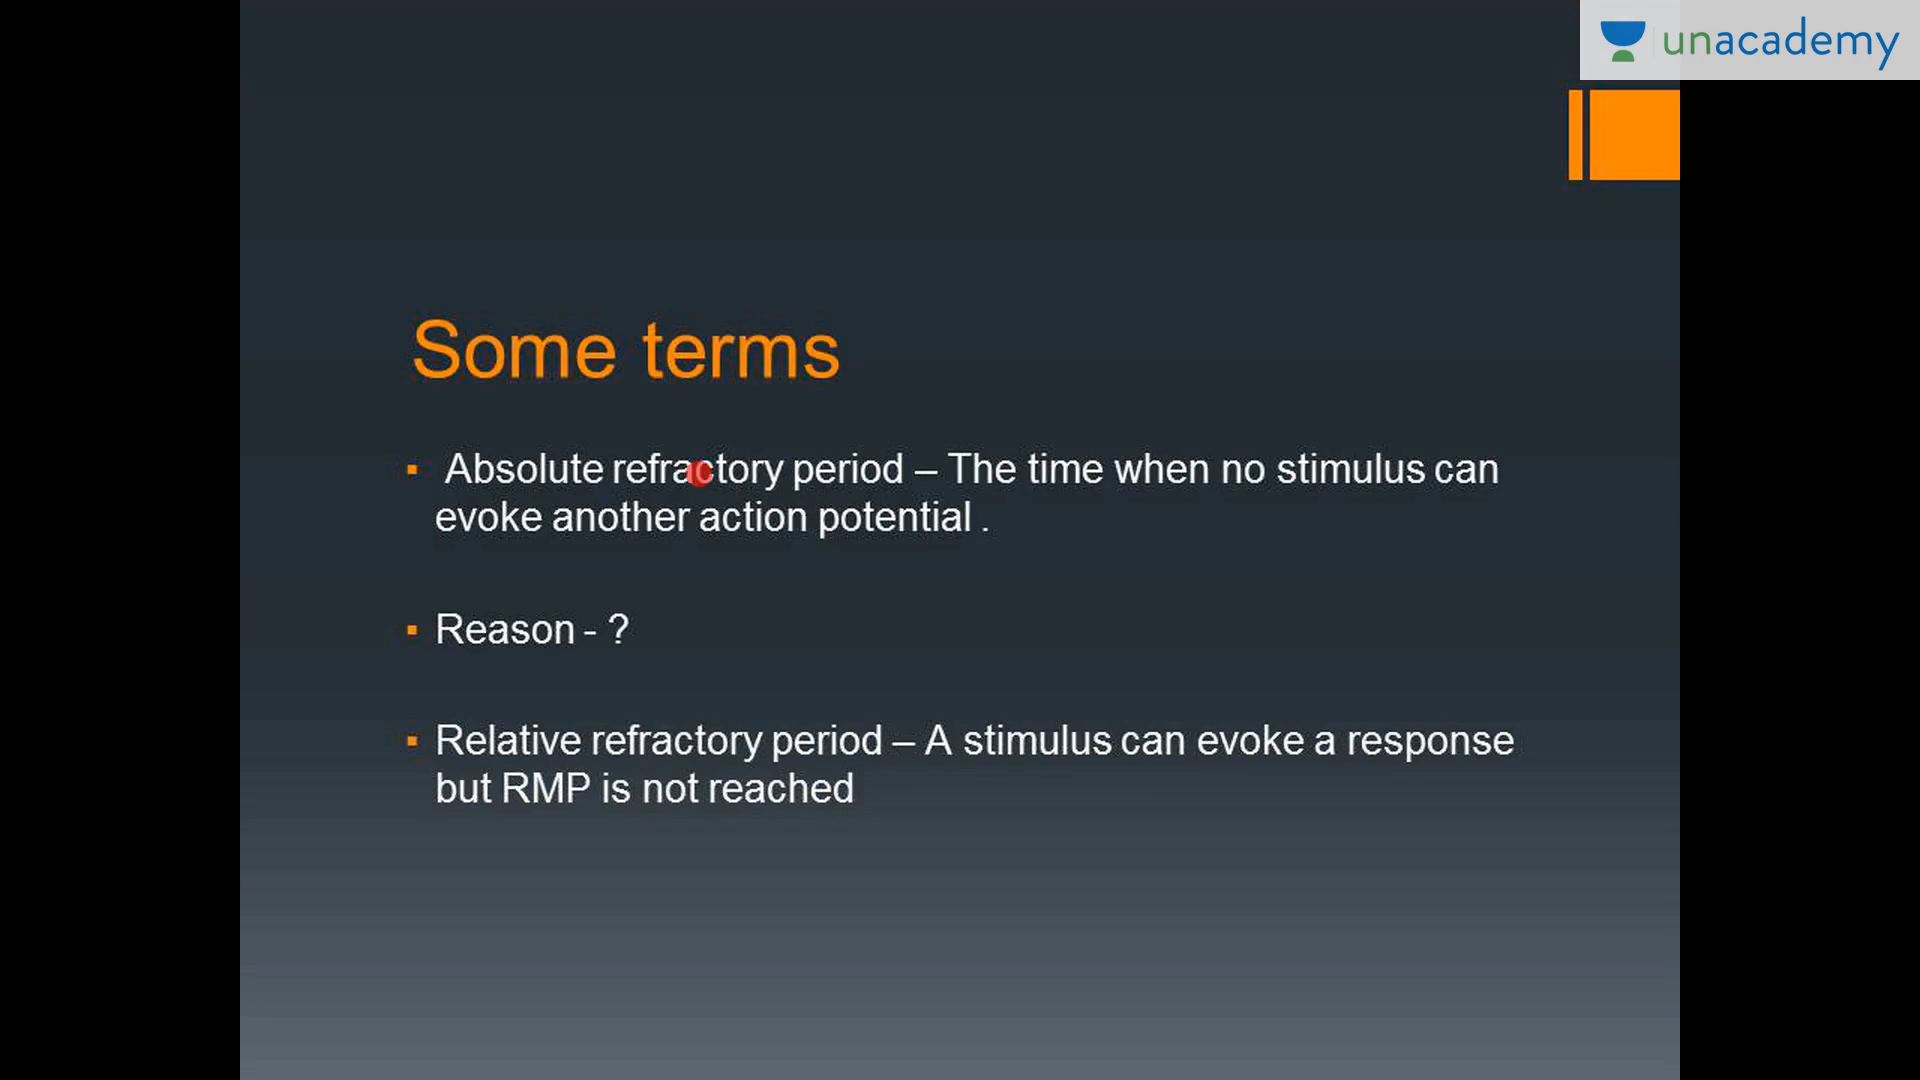 unacademy
Some terms
▪ Absolute refractory period – The time when no stimulus can
evoke another action potential .
▪ Reason - ?
▪ Relative refractory period – A stimulus can evoke a response
but RMP is not reached